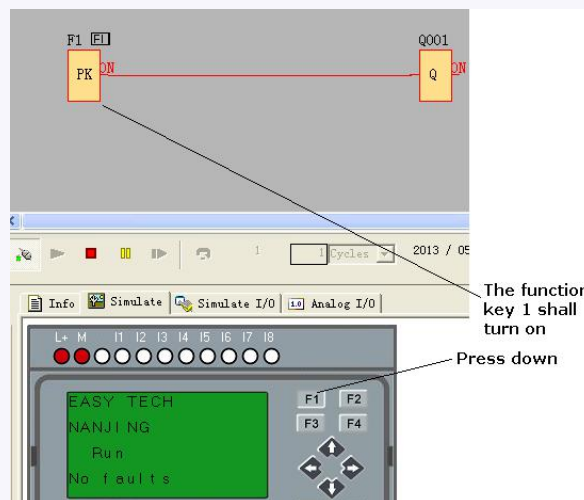 F1 F1
Q001
PK ON
Q ON
1 1 Cycles 2013 / 05
Info Simulate Simulate I/O 1.0 Analog I/O
The function
key 1 shall
turn on
Press down
L+ M I1 I2 I3 I4 I5 I6 I7 I8
EASY TECH
NANJING
Run
No faults
F1 F2
F3 F4